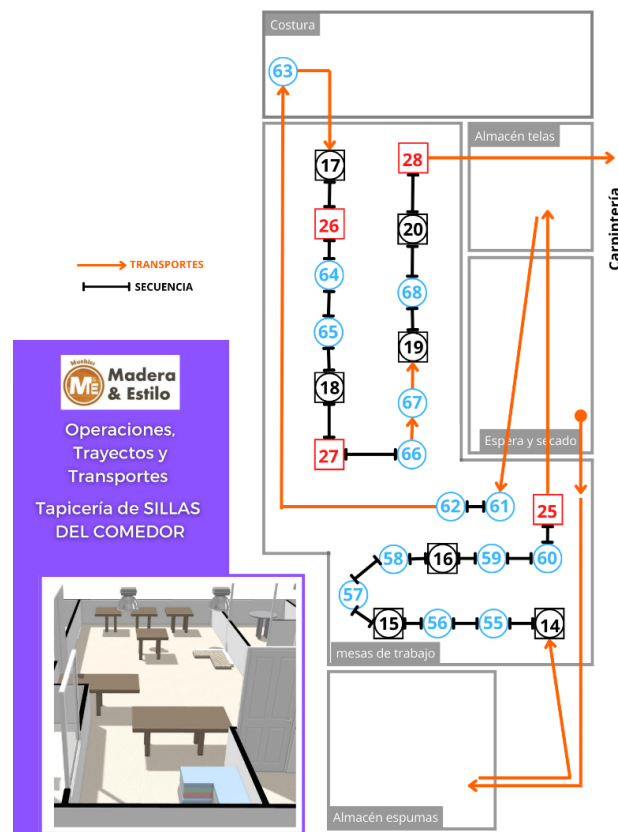 Costura
63
17
28
Almacén telas
Carpintería
26
20
TRANSPORTES
SECUENCIA
64
68
65
19
18
67
Muebles
M&E
Madera
& Estilo
Operaciones,
Trayectos y
Transportes
Tapicería de SILLAS
DEL COMEDOR
27
66
Espera y secado
62
61
25
58
16
59
60
57
15
56
55
14
mesas de trabajo
Almacén espumas